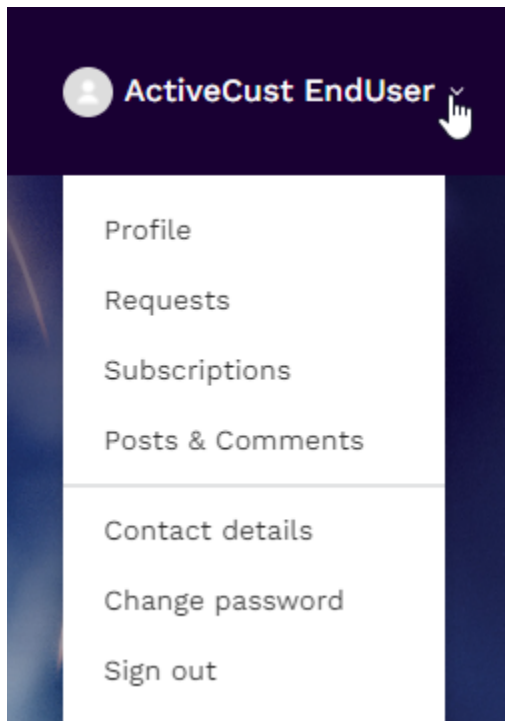 ActiveCust EndUser
Profile
Requests
Subscriptions
Posts & Comments
Contact details
Change password
Sign out